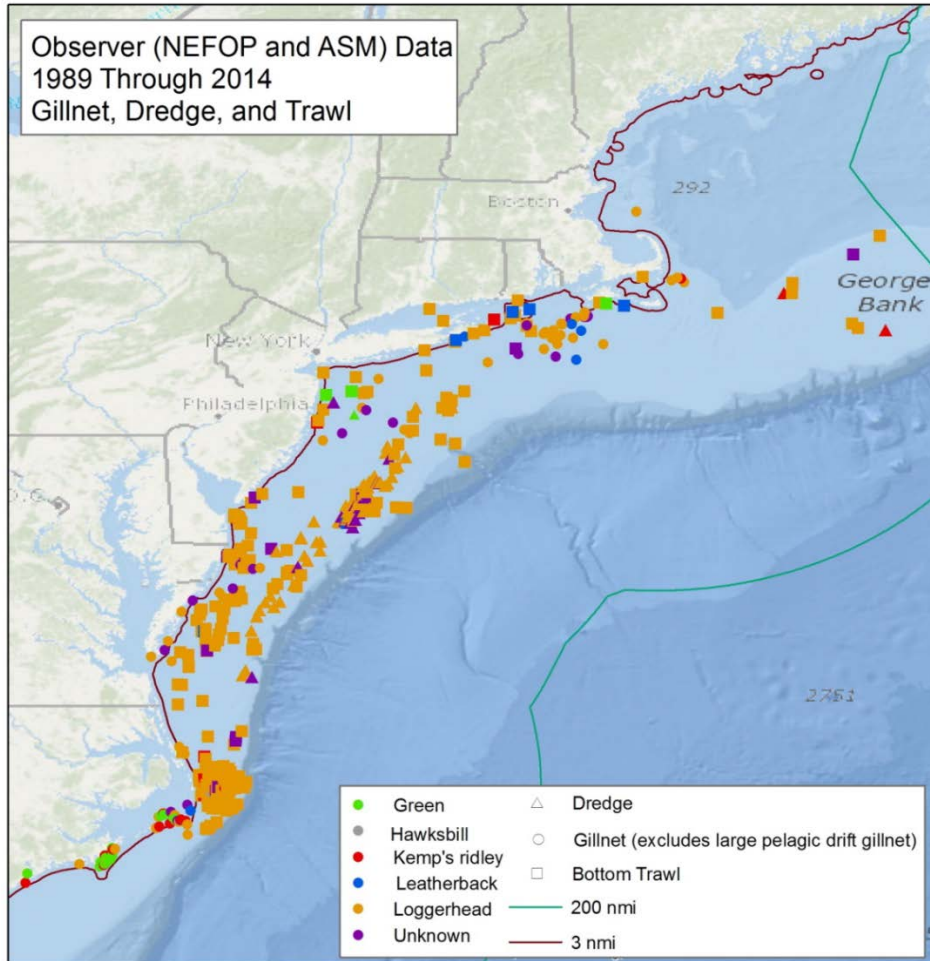 Observer (NEFOP and ASM) Data
1989 Through 2014
Gillnet, Dredge, and Trawl
292
Boston
George
Bank
New York
Philadelphia
2751
Green
Hawksbill
Kemp's ridley
Leatherback
Loggerhead
Unknown
Dredge
Gillnet (excludes large pelagic drift gillnet)
Bottom Trawl
200 nmi
3 nmi